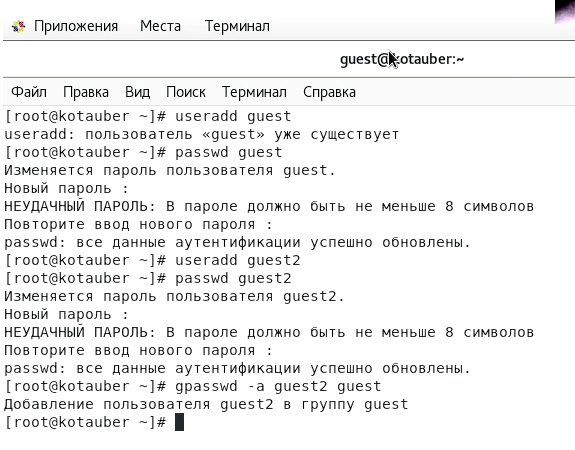 Приложения Места Терминал
guest@kotauber:~
Файл Правка Вид Поиск Терминал Справка
[root@kotauber ~]# useradd guest
useradd: пользователь «guest» уже существует
[root@kotauber ~]# passwd guest
Изменяется пароль пользователя guest.
Новый пароль :
НЕУДАЧНЫЙ ПАРОЛЬ: В пароле должно быть не меньше 8 символов
Повторите ввод нового пароля :
passwd: все данные аутентификации успешно обновлены.
[root@kotauber ~]# useradd guest2
[root@kotauber ~]# passwd guest2
Изменяется пароль пользователя guest2.
Новый пароль :
НЕУДАЧНЫЙ ПАРОЛЬ: В пароле должно быть не меньше 8 символов
Повторите ввод нового пароля :
passwd: все данные аутентификации успешно обновлены.
[root@kotauber ~]# gpasswd -a guest2 guest
Добавление пользователя guest2 в группу guest
[root@kotauber ~]#